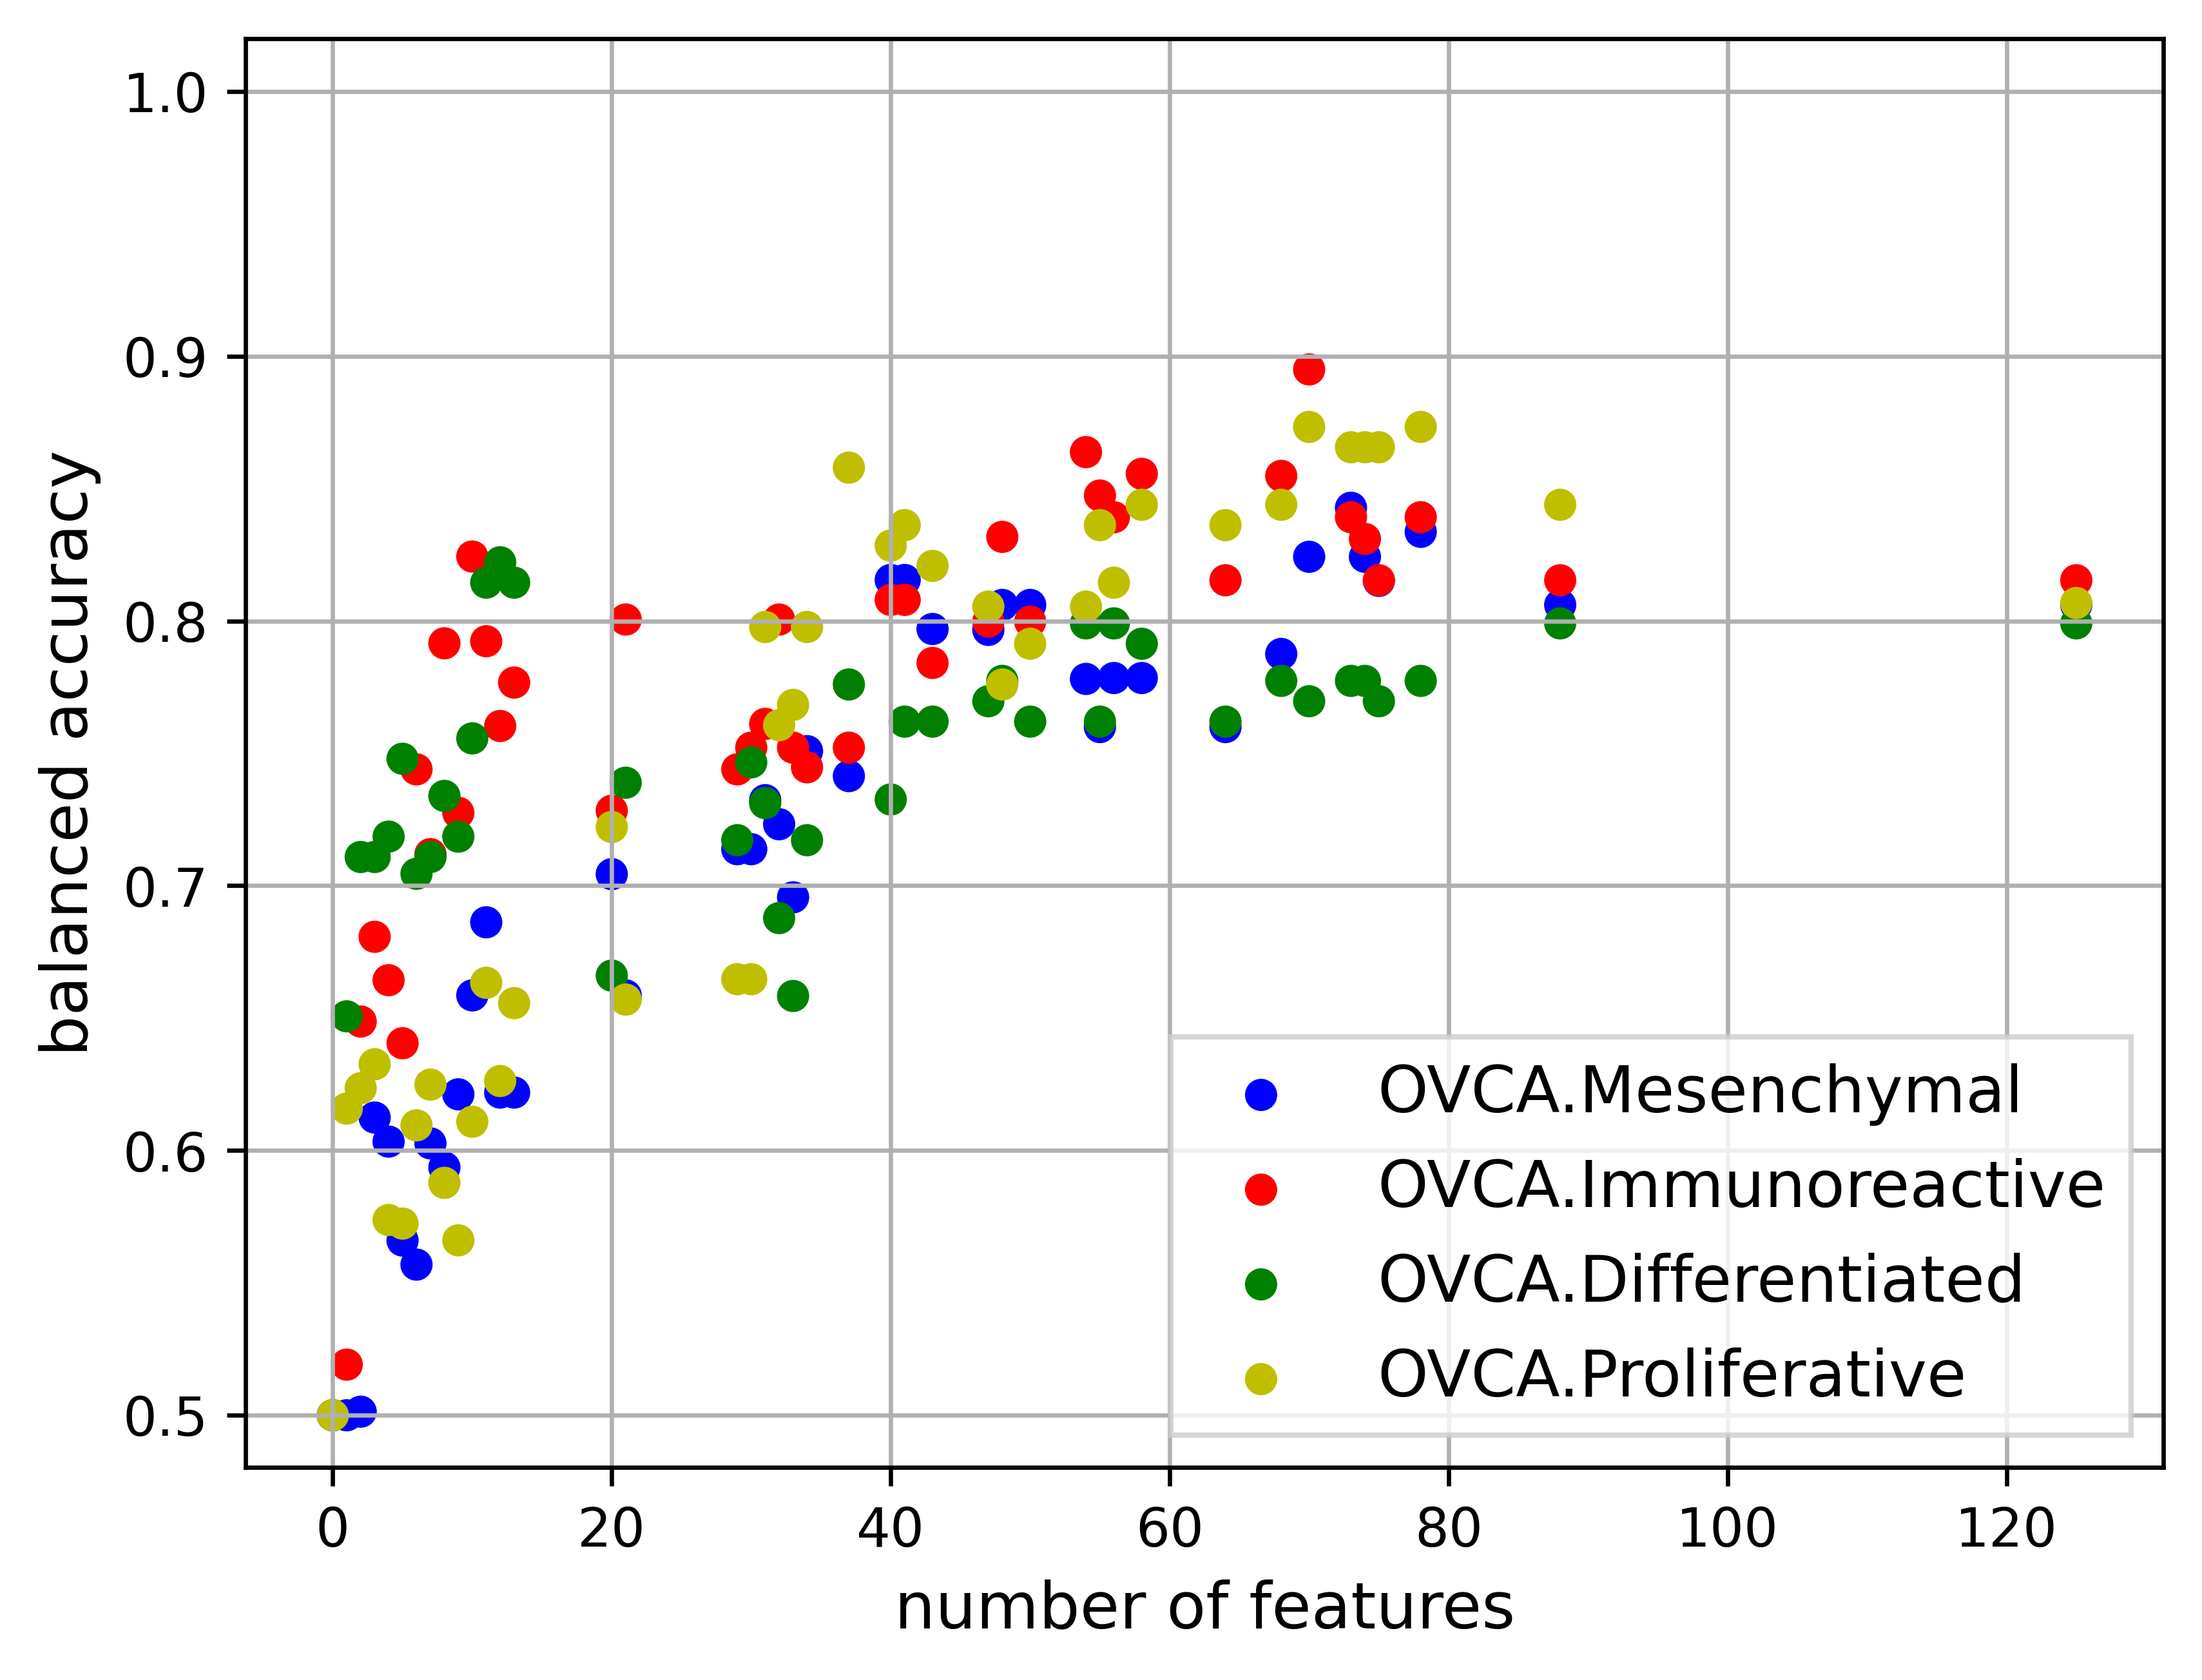 1.0
0.9
0.8
0.7
0.6
0.5
balanced accuracy
0 20 40 60 80 100 120
number of features
OVCA.Mesenchymal
OVCA.Immunoreactive
OVCA.Differentiated
OVCA.Proliferative